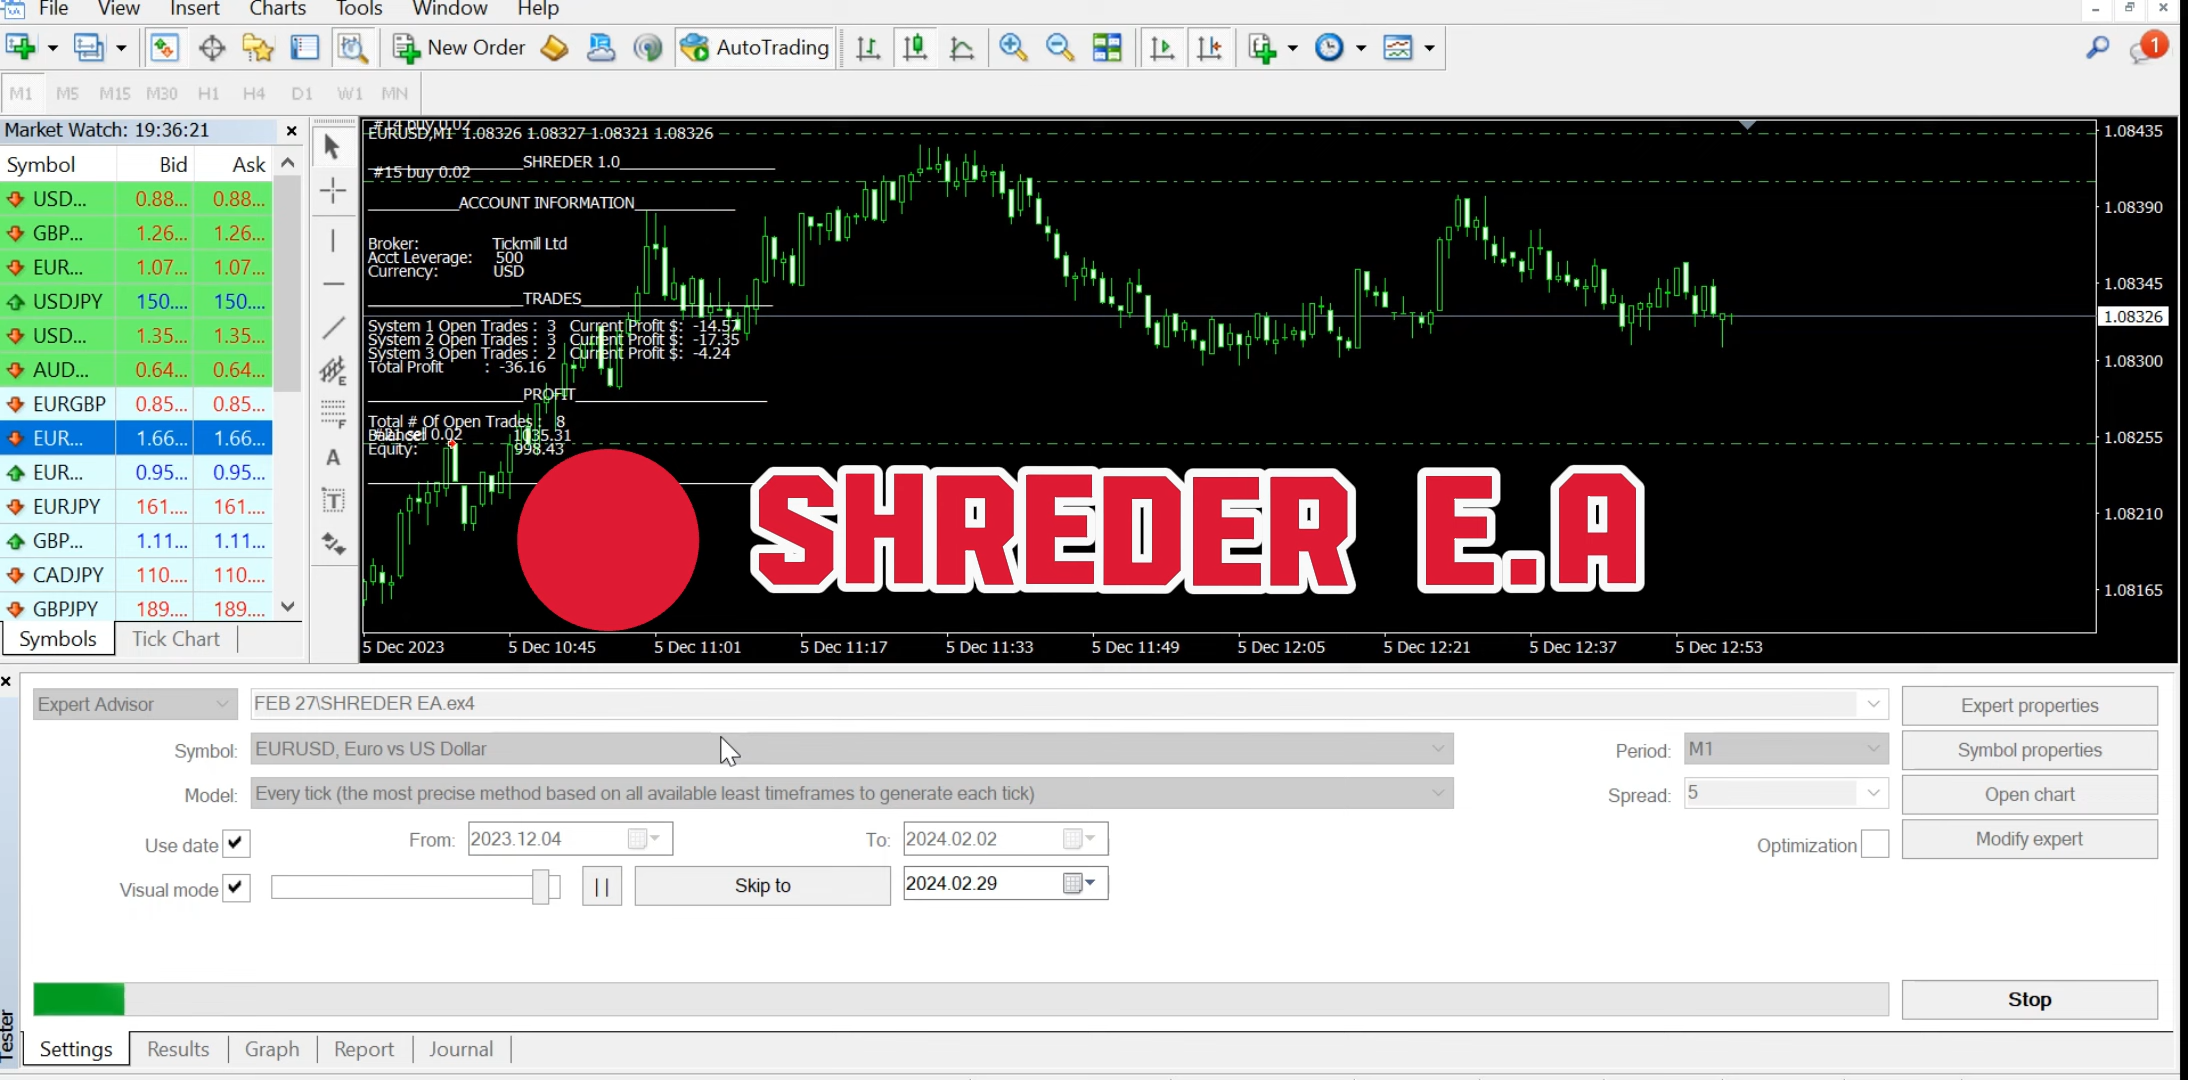 File View Insert Charts Tools Window Help
New Order AutoTrading 1
M1 M5 M15 M30 H1 H4 D1 W1 MN
Market Watch: 19:36:21
Symbol Bid Ask
USD... 0.88... 0.88...
GBP... 1.26... 1.26...
EUR... 1.07... 1.07...
USDJPY 150.... 150....
USD... 1.35... 1.35...
AUD... 0.64... 0.64...
EURGBP 0.85... 0.85...
EUR... 1.66... 1.66...
EUR... 0.95... 0.95...
EURJPY 161.... 161....
GBP... 1.11... 1.11...
CADJPY 110.... 110....
GBPJPY 189.... 189....
Symbols Tick Chart
E
F
A
T
#14 buy 0.02
EURUSD,M1 1.08326 1.08327 1.08321 1.08326
SHREDER 1.0
#15 buy 0.02
ACCOUNT INFORMATION
Broker: Tickmill Ltd
Acct Leverage: 500
Currency: USD
TRADES
System 1 Open Trades : 3 Current Profit $: -14.57
System 2 Open Trades : 3 Current Profit $: -17.35
System 3 Open Trades : 2 Current Profit $: -4.24
Total Profit : -36.16
PROFIT
Total # Of Open Trades : 8
Balance: 1035.31
#21 sell 0.02
Equity: 998.43
SHREDER E.A
1.08435
1.08390
1.08345
1.08326
1.08300
1.08255
1.08210
1.08165
5 Dec 2023 5 Dec 10:45 5 Dec 11:01 5 Dec 11:17 5 Dec 11:33 5 Dec 11:49 5 Dec 12:05 5 Dec 12:21 5 Dec 12:37 5 Dec 12:53
Expert Advisor FEB 27\SHREDER EA.ex4 Expert properties
Symbol: EURUSD, Euro vs US Dollar Period: M1 Symbol properties
Model: Every tick (the most precise method based on all available least timeframes to generate each tick) Spread: 5 Open chart
Use date From: 2023.12.04 To: 2024.02.02 Optimization Modify expert
Visual mode Skip to 2024.02.29
Stop
Tester
Settings Results Graph Report Journal